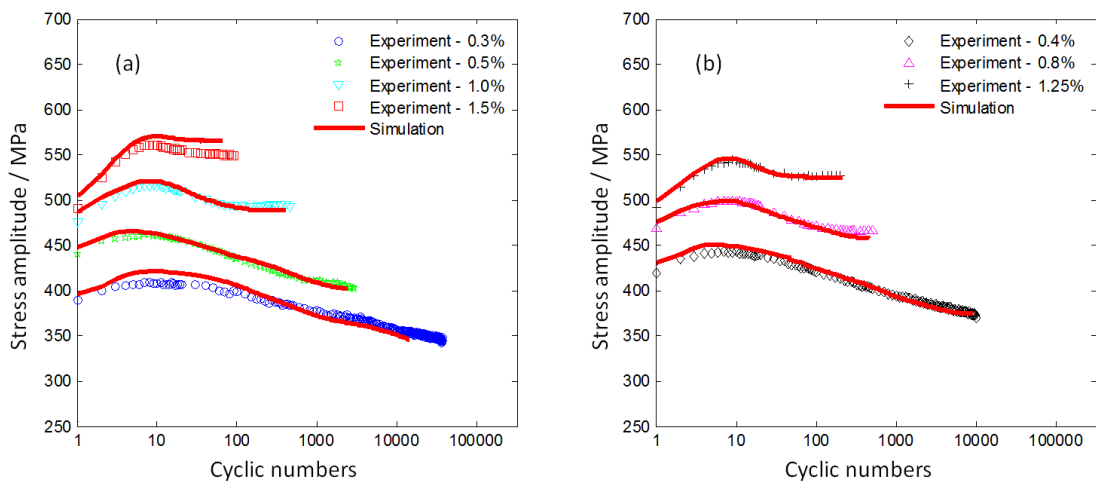 700
650
600
550
500
450
400
350
300
250
Stress amplitude / MPa
(a)
Experiment - 0.3%
Experiment - 0.5%
Experiment - 1.0%
Experiment - 1.5%
Simulation
1
10
100
1000
10000
100000
Cyclic numbers
700
650
600
550
500
450
400
350
300
250
Stress amplitude / MPa
(b)
Experiment - 0.4%
Experiment - 0.8%
Experiment - 1.25%
Simulation
1
10
100
1000
10000
100000
Cyclic numbers